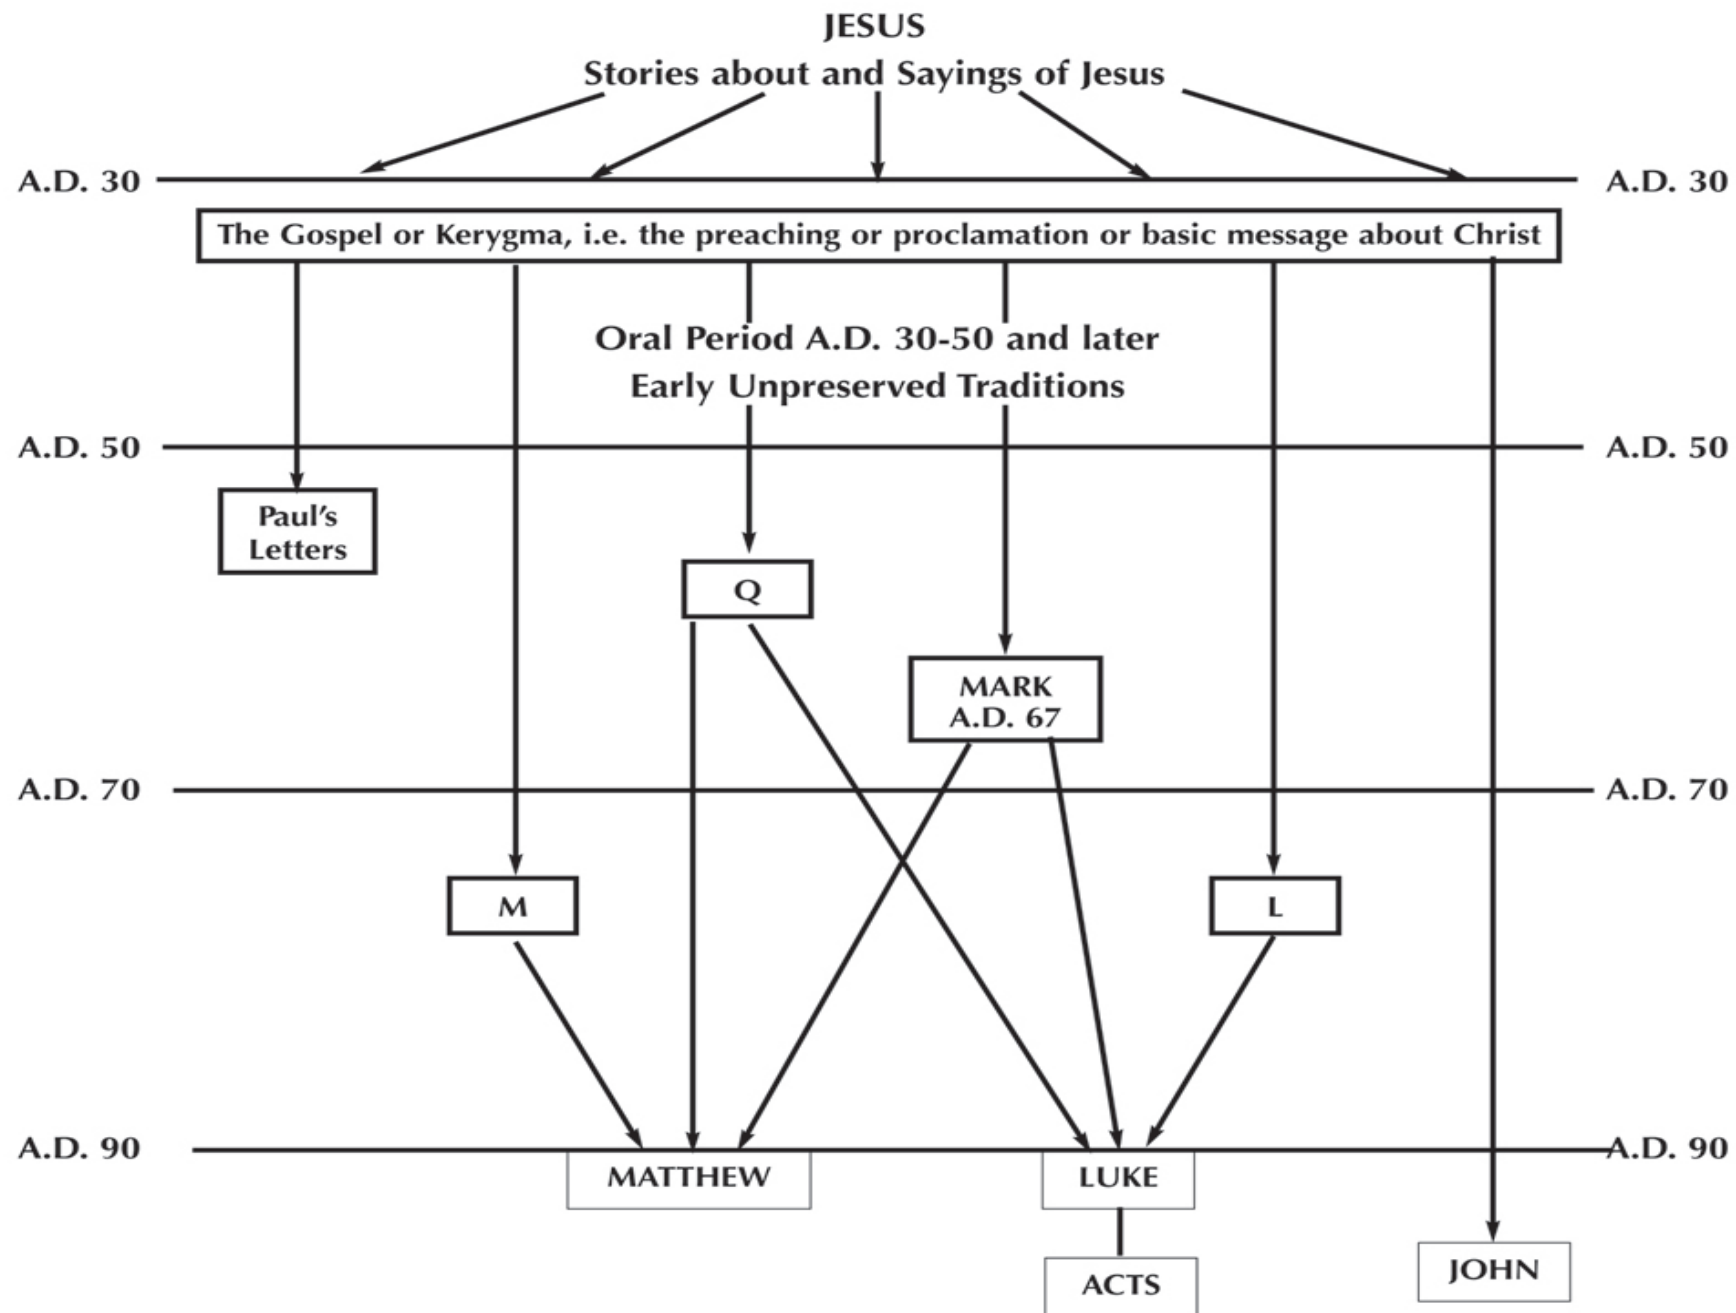 JESUS
Stories about and Sayings of Jesus
A.D. 30 A.D. 30
The Gospel or Kerygma, i.e. the preaching or proclamation or basic message about Christ
Oral Period A.D. 30-50 and later
Early Unpreserved Traditions
A.D. 50 A.D. 50
Paul's
Letters
Q
MARK
A.D. 67
A.D. 70 A.D. 70
M
L
A.D. 90 A.D. 90
MATTHEW
LUKE
ACTS
JOHN